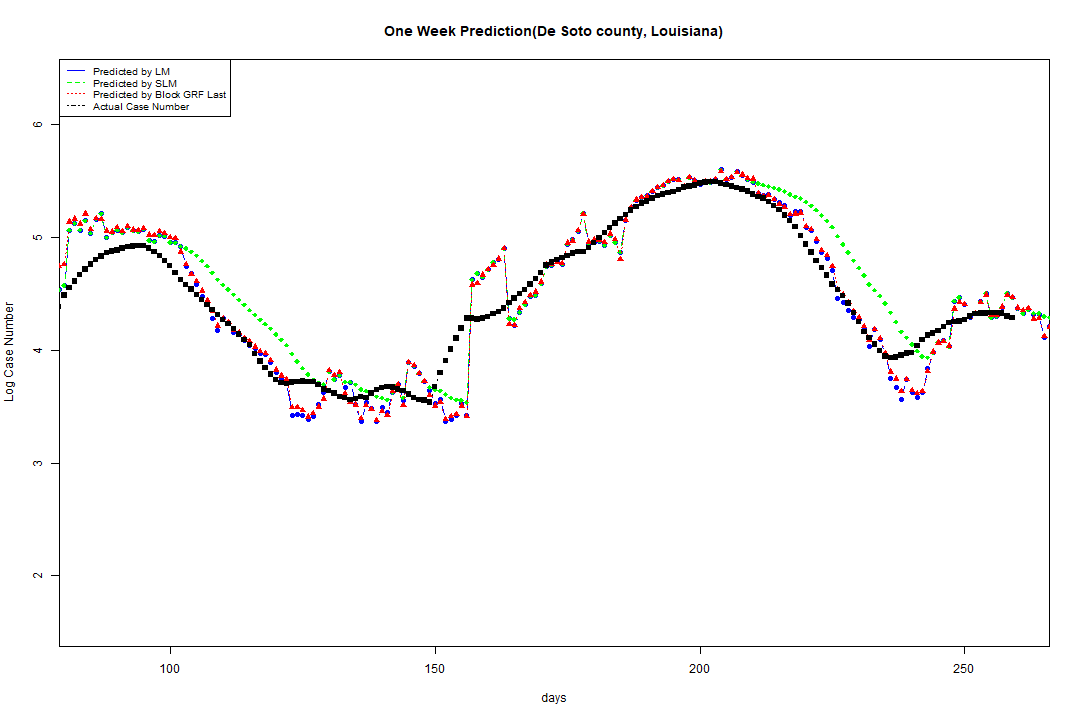 One Week Prediction(De Soto county, Louisiana)
Predicted by LM
Predicted by SLM
Predicted by Block GRF Last
Actual Case Number
6
5
4
3
2
Log Case Number
100
150
200
250
days